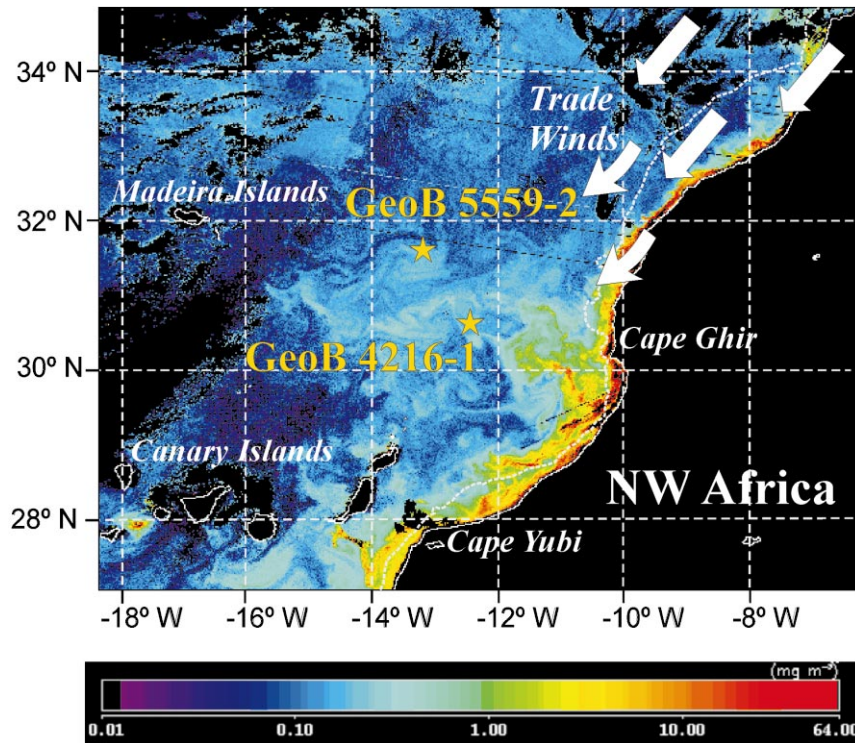 34º N
Trade
Winds
Madeira Islands
32º N
GeoB 5559-2
Cape Ghir
GeoB 4216-1
30º N
Canary Islands
NW Africa
28º N
Cape Yubi
-18º W
-16º W
-14º W
-12º W
-10º W
-8º W
(mg m⁻³)
0.01
0.10
1.00
10.00
64.00